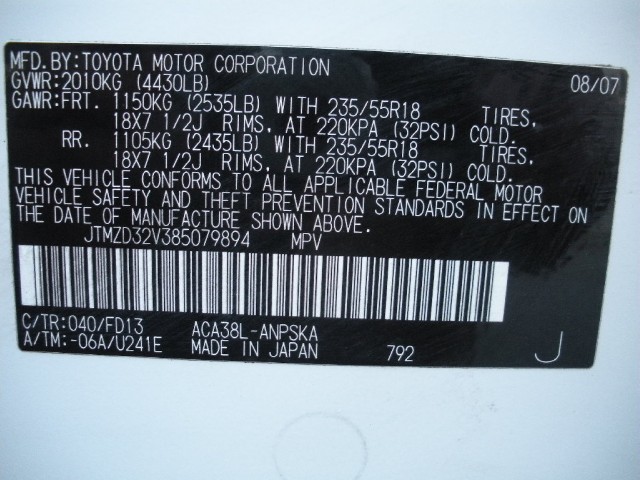 MFD.BY:TOYOTA MOTOR CORPORATION 08/07
GVWR:2010KG (4430LB)
GAWR:FRT. 1150KG (2535LB) WITH 235/55R18 TIRES,
18X7 1/2J RIMS, AT 220KPA (32PSI) COLD.
RR. 1105KG (2435LB) WITH 235/55R18 TIRES,
18X7 1/2J RIMS, AT 220KPA (32PSI) COLD.
THIS VEHICLE CONFORMS TO ALL APPLICABLE FEDERAL MOTOR
VEHICLE SAFETY AND THEFT PREVENTION STANDARDS IN EFFECT ON
THE DATE OF MANUFACTURE SHOWN ABOVE.
JTMZD32V385079894 MPV
C/TR:040/FD13 ACA38L-ANPSKA
A/TM:-06A/U241E MADE IN JAPAN 792 J